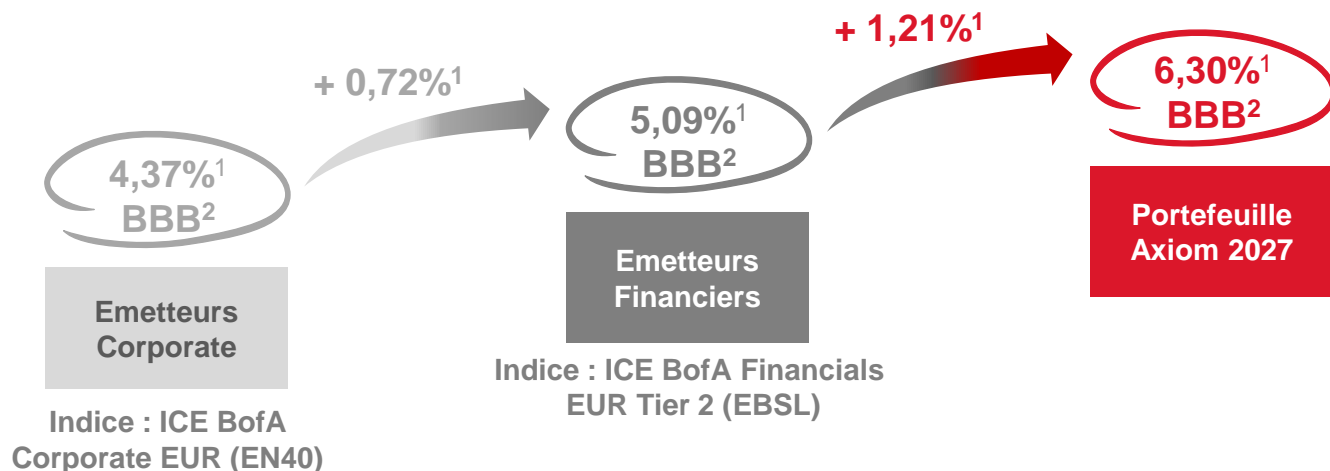 4,37%¹
BBB²
Emetteurs
Corporate
Indice : ICE BofA
Corporate EUR (EN40)
+ 0,72%¹
5,09%¹
BBB²
Emetteurs
Financiers
Indice : ICE BofA Financials
EUR Tier 2 (EBSL)
+ 1,21%¹
6,30%¹
BBB²
Portefeuille
Axiom 2027